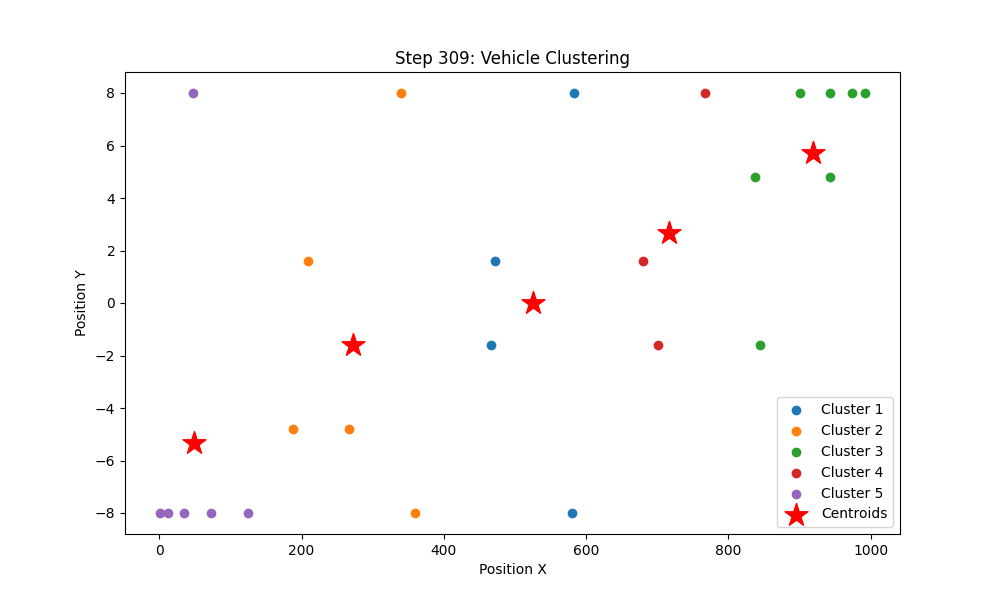 Step 309: Vehicle Clustering
Position Y
8
6
4
2
0
−2
−4
−6
−8
0 200 400 600 800 1000
Position X
Cluster 1
Cluster 2
Cluster 3
Cluster 4
Cluster 5
Centroids